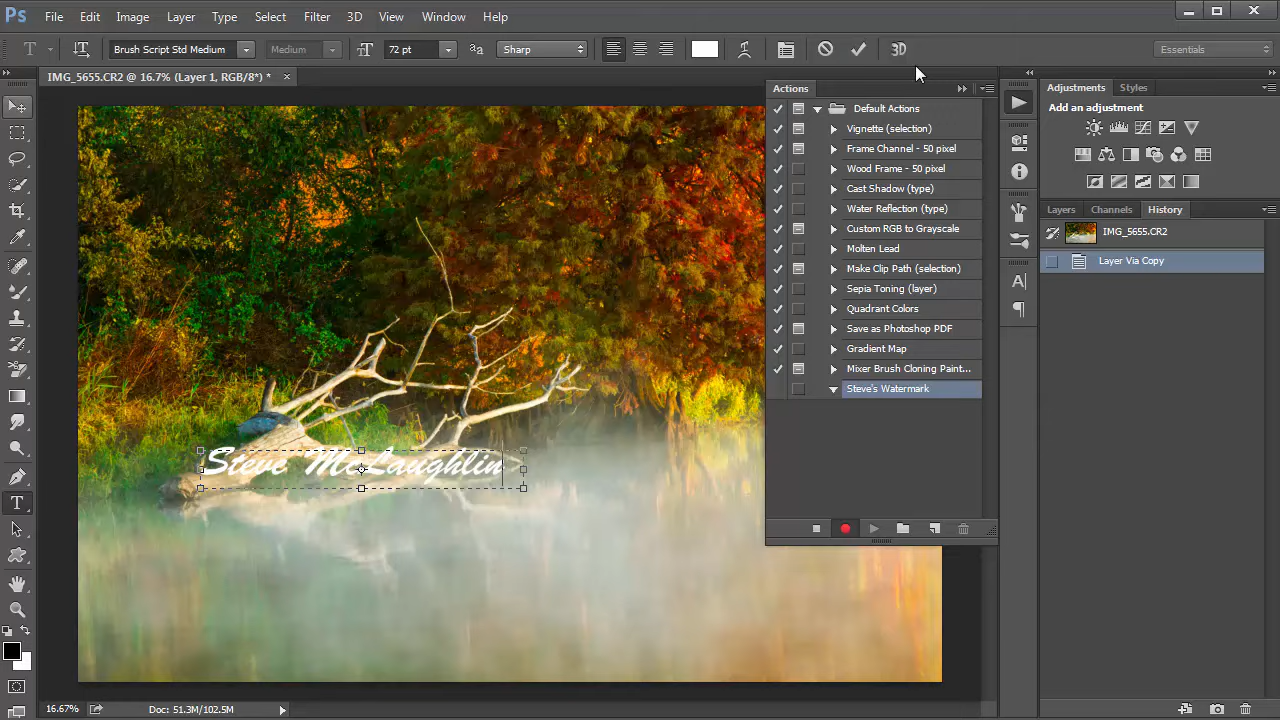 Ps File Edit Image Layer Type Select Filter 3D View Window Help
T Brush Script Std Medium Medium 72 pt Sharp 3D Essentials
IMG_5655.CR2 @ 16.7% (Layer 1, RGB/8*) *
Actions
Default Actions
Vignette (selection)
Frame Channel - 50 pixel
Wood Frame - 50 pixel
Cast Shadow (type)
Water Reflection (type)
Custom RGB to Grayscale
Molten Lead
Make Clip Path (selection)
Sepia Toning (layer)
Quadrant Colors
Save as Photoshop PDF
Gradient Map
Mixer Brush Cloning Paint...
Steve's Watermark
Adjustments Styles
Add an adjustment
Layers Channels History
IMG_5655.CR2
Layer Via Copy
Steve McLaughlin
16.67% Doc: 51.3M/102.5M